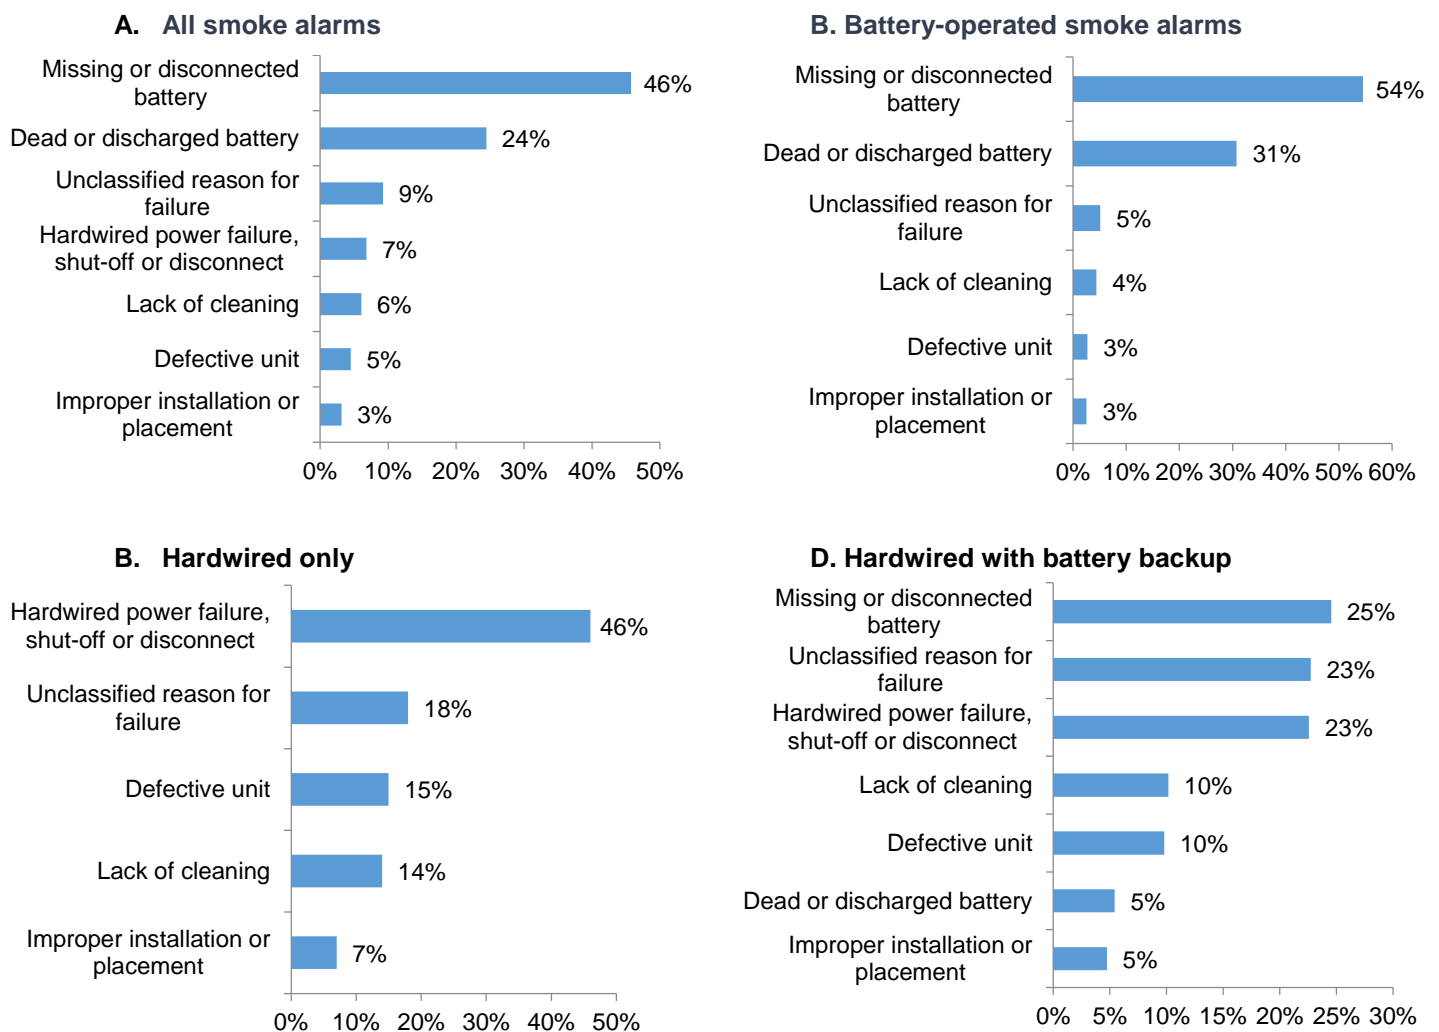 A. All smoke alarms
Missing or disconnected
battery
46%
Dead or discharged battery
24%
Unclassified reason for
failure
9%
Hardwired power failure,
shut-off or disconnect
7%
Lack of cleaning
6%
Defective unit
5%
Improper installation or
placement
3%
0% 10% 20% 30% 40% 50%
B. Battery-operated smoke alarms
Missing or disconnected
battery
54%
Dead or discharged battery
31%
Unclassified reason for
failure
5%
Lack of cleaning
4%
Defective unit
3%
Improper installation or
placement
3%
0% 10% 20% 30% 40% 50% 60%
B. Hardwired only
Hardwired power failure,
shut-off or disconnect
46%
Unclassified reason for
failure
18%
Defective unit
15%
Lack of cleaning
14%
Improper installation or
placement
7%
0% 10% 20% 30% 40% 50%
D. Hardwired with battery backup
Missing or disconnected
battery
25%
Unclassified reason for
failure
23%
Hardwired power failure,
shut-off or disconnect
23%
Lack of cleaning
10%
Defective unit
10%
Dead or discharged battery
5%
Improper installation or
placement
5%
0% 5% 10% 15% 20% 25% 30%